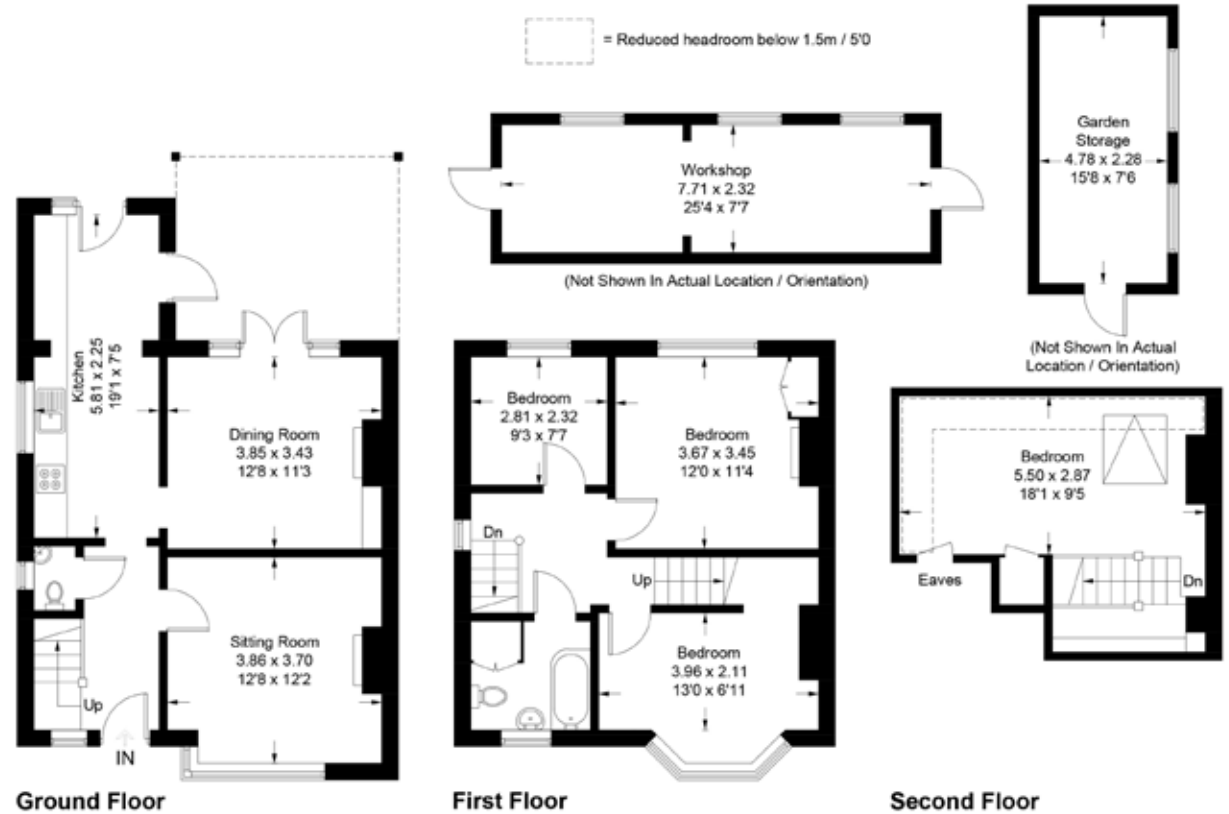 = Reduced headroom below 1.5m / 5'0
Garden
Storage
4.78 x 2.28
15'8 x 7'6
(Not Shown In Actual
Location / Orientation)
Workshop
7.71 x 2.32
25'4 x 7'7
(Not Shown In Actual Location / Orientation)
Kitchen
5.81 x 2.25
19'1 x 7'5
Dining Room
3.85 x 3.43
12'8 x 11'3
Sitting Room
3.86 x 3.70
12'8 x 12'2
Up
IN
Ground Floor
Bedroom
2.81 x 2.32
9'3 x 7'7
Bedroom
3.67 x 3.45
12'0 x 11'4
Dn
Up
Bedroom
3.96 x 2.11
13'0 x 6'11
First Floor
Bedroom
5.50 x 2.87
18'1 x 9'5
Eaves
Dn
Second Floor